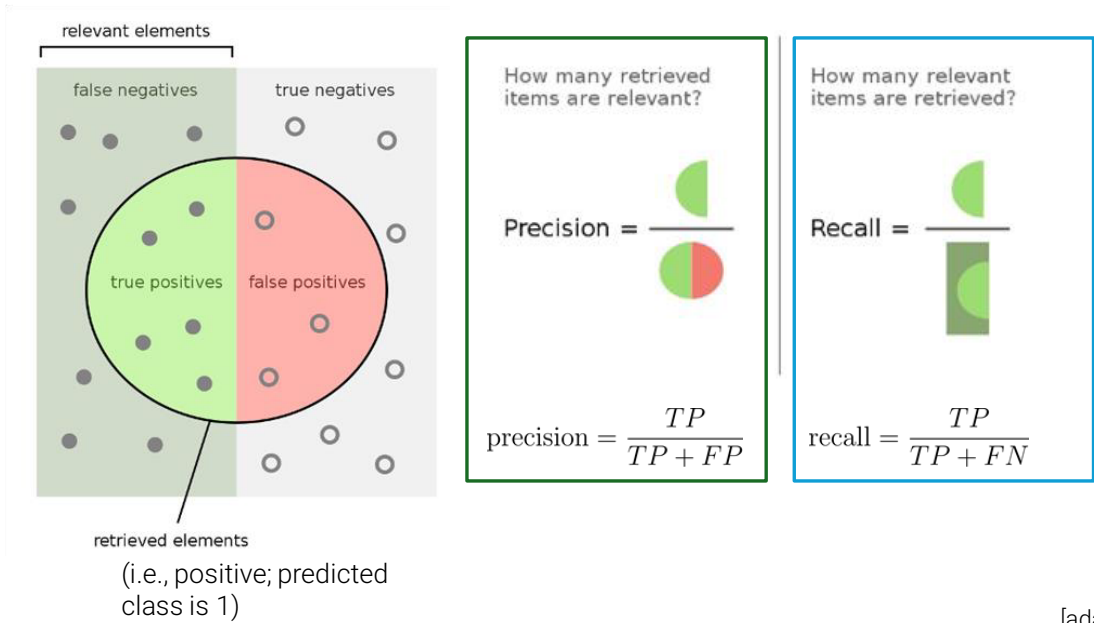 relevant elements
false negatives
true negatives
true positives
false positives
retrieved elements
(i.e., positive; predicted
class is 1)
How many retrieved
items are relevant?
Precision =
precision = TP / (TP + FP)
How many relevant
items are retrieved?
Recall =
recall = TP / (TP + FN)